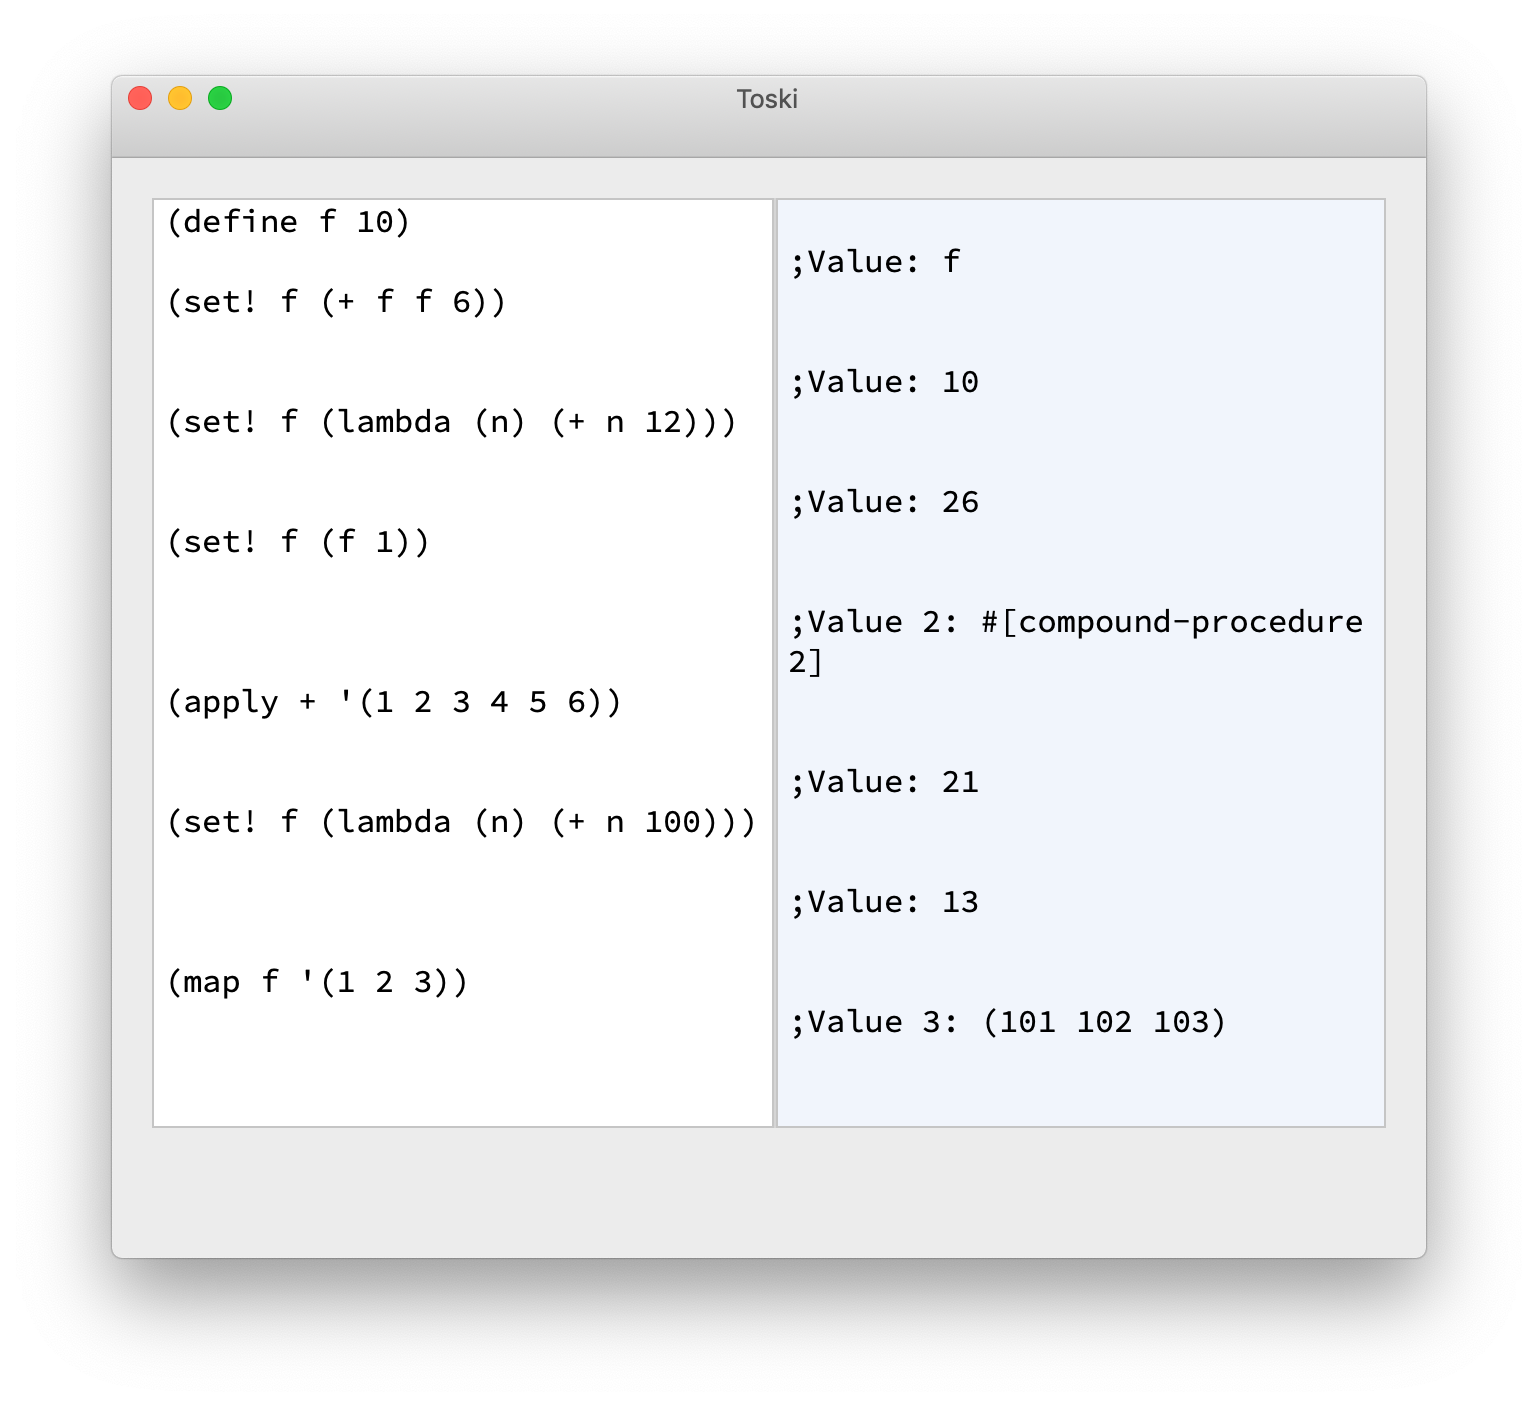 Toski
(define f 10)
(set! f (+ f f 6))
(set! f (lambda (n) (+ n 12)))
(set! f (f 1))
(apply + '(1 2 3 4 5 6))
(set! f (lambda (n) (+ n 100)))
(map f '(1 2 3))
;Value: f
;Value: 10
;Value: 26
;Value 2: #[compound-procedure
2]
;Value: 21
;Value: 13
;Value 3: (101 102 103)